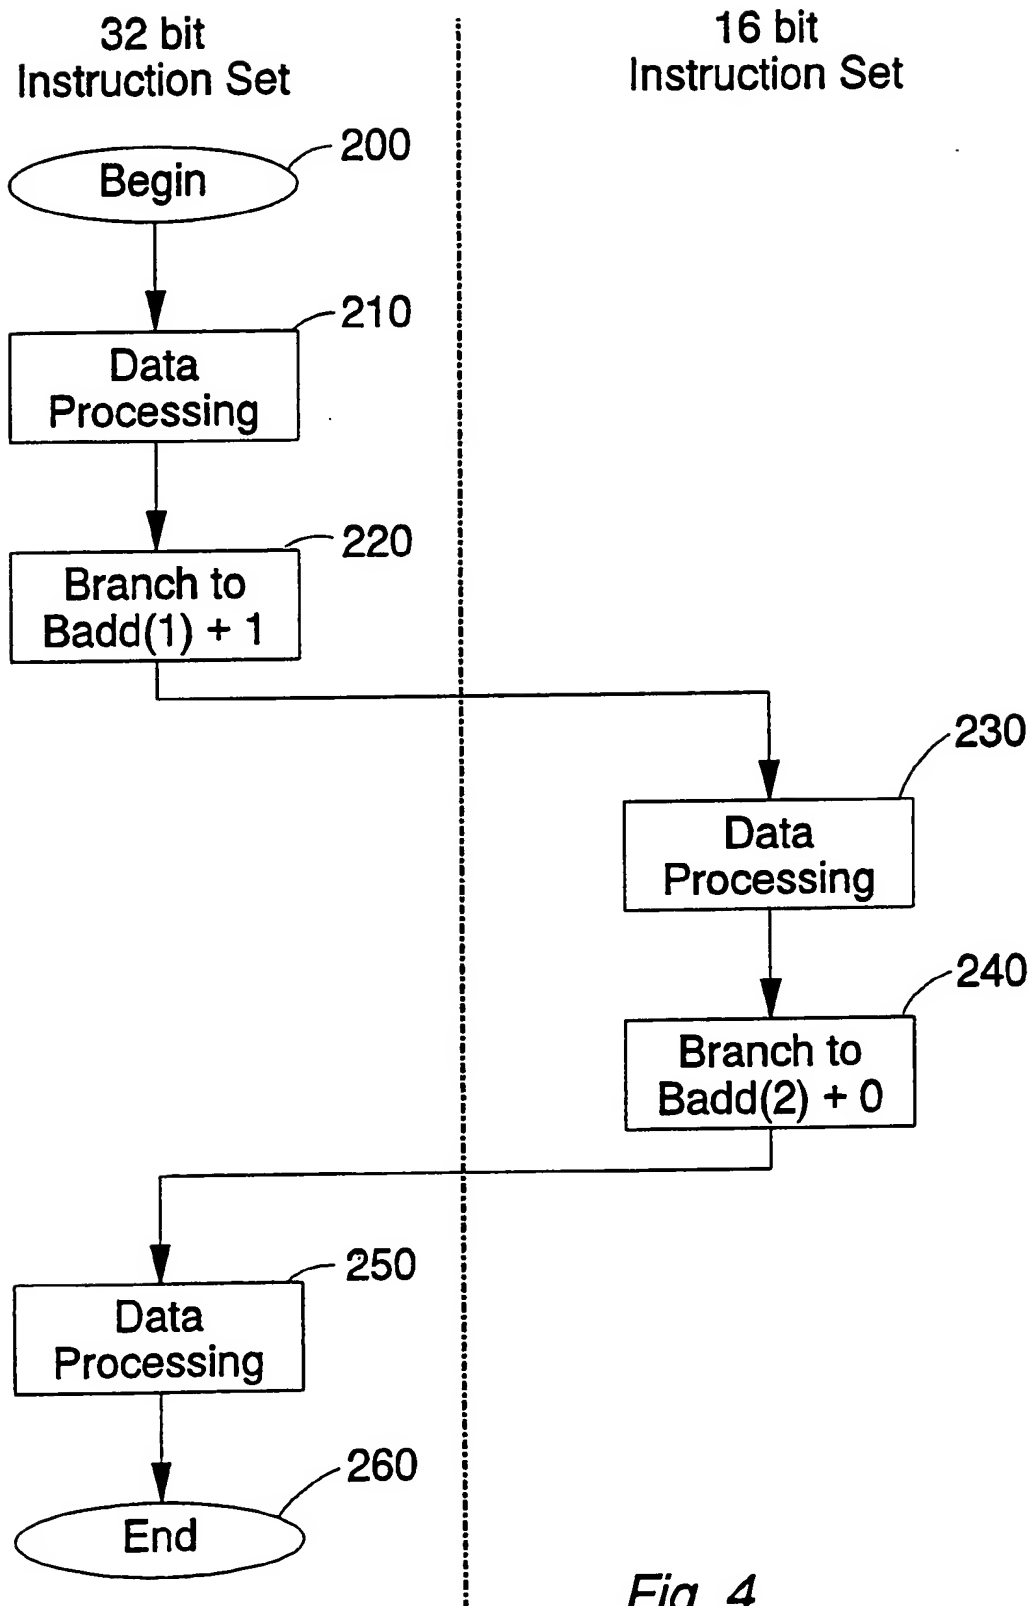 32 bit
Instruction Set
16 bit
Instruction Set
200
Begin
210
Data
Processing
220
Branch to
Badd(1) + 1
230
Data
Processing
240
Branch to
Badd(2) + 0
250
Data
Processing
260
End
Fig. 4